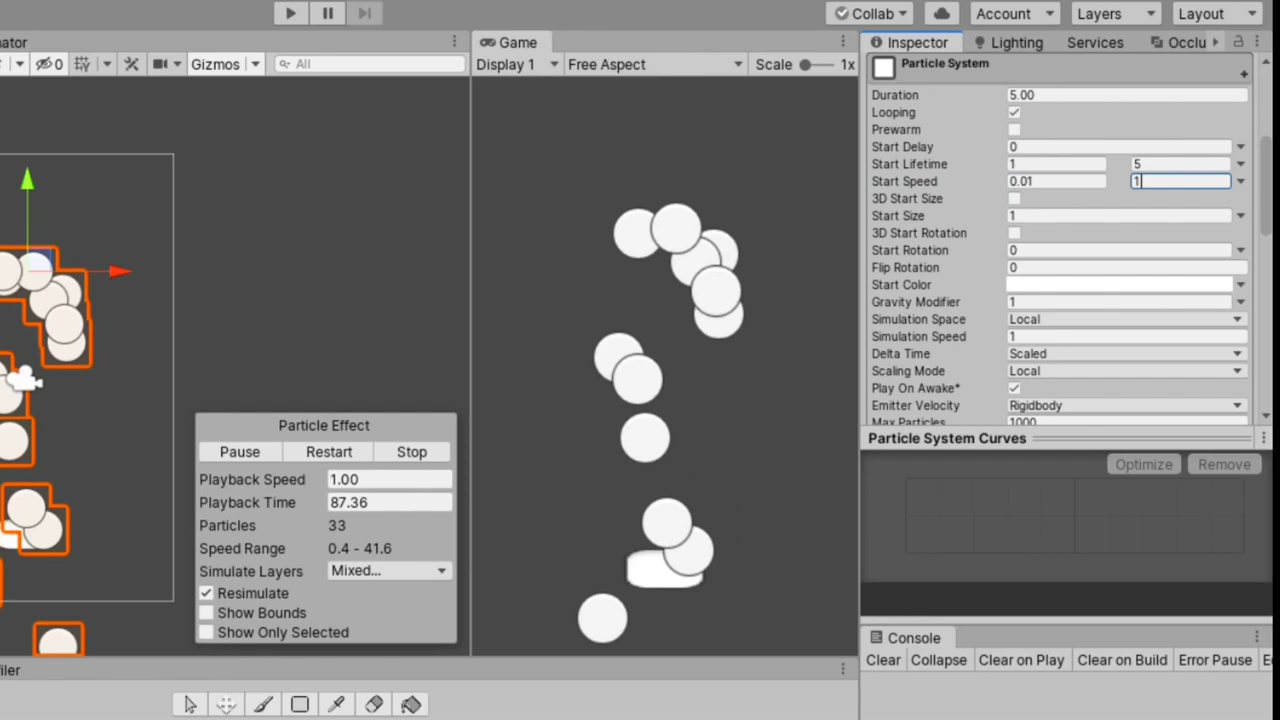 Collab
Account
Layers
Layout
ator
Game
Inspector
Lighting
Services
Occlu
0
Gizmos
All
Display 1
Free Aspect
Scale
1x
Particle System
Duration
5.00
Looping
Prewarm
Start Delay
0
Start Lifetime
1
5
Start Speed
0.01
1
3D Start Size
Start Size
1
3D Start Rotation
Start Rotation
0
Flip Rotation
0
Start Color
Gravity Modifier
1
Simulation Space
Local
Simulation Speed
1
Delta Time
Scaled
Scaling Mode
Local
Play On Awake*
Emitter Velocity
Rigidbody
Max Particles
1000
Particle System Curves
Optimize
Remove
Particle Effect
Pause
Restart
Stop
Playback Speed
1.00
Playback Time
87.36
Particles
33
Speed Range
0.4 - 41.6
Simulate Layers
Mixed...
Resimulate
Show Bounds
Show Only Selected
Console
Clear
Collapse
Clear on Play
Clear on Build
Error Pause
E
iler